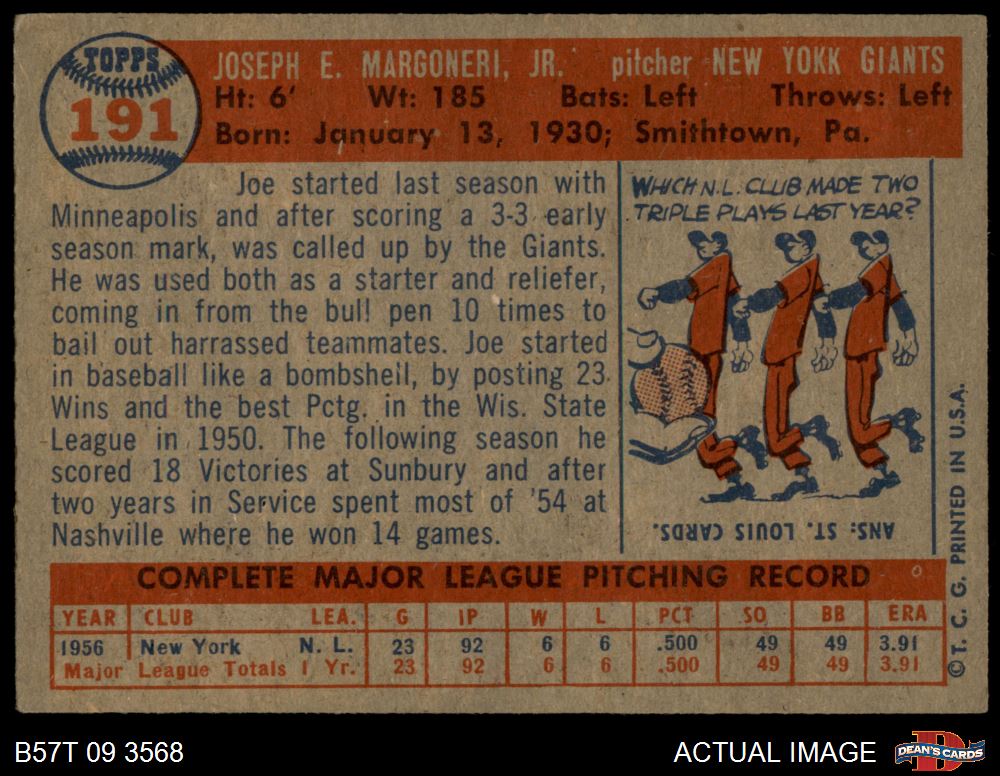 TOPPS
191
JOSEPH E. MARGONERI, JR. pitcher NEW YORK GIANTS
Ht: 6' Wt: 185 Bats: Left Throws: Left
Born: January 13, 1930; Smithtown, Pa.
Joe started last season with
Minneapolis and after scoring a 3-3 early
season mark, was called up by the Giants.
He was used both as a starter and reliefer,
coming in from the bull pen 10 times to
bail out harrassed teammates. Joe started
in baseball like a bombshell, by posting 23
Wins and the best Pctg. in the Wis. State
League in 1950. The following season he
scored 18 Victories at Sunbury and after
two years in Service spent most of '54 at
Nashville where he won 14 games.
WHICH N.L. CLUB MADE TWO
TRIPLE PLAYS LAST YEAR?
ANS: ST. LOUIS CARDS.
COMPLETE MAJOR LEAGUE PITCHING RECORD
YEAR CLUB LEA. G IP W L PCT SO BB ERA
1956 New York N. L. 23 92 6 6 .500 49 49 3.91
Major League Totals 1 Yr. 23 92 6 6 .500 49 49 3.91
© T. C. G. PRINTED IN U.S.A.
B57T 09 3568
ACTUAL IMAGE
D
DEAN'S CARDS